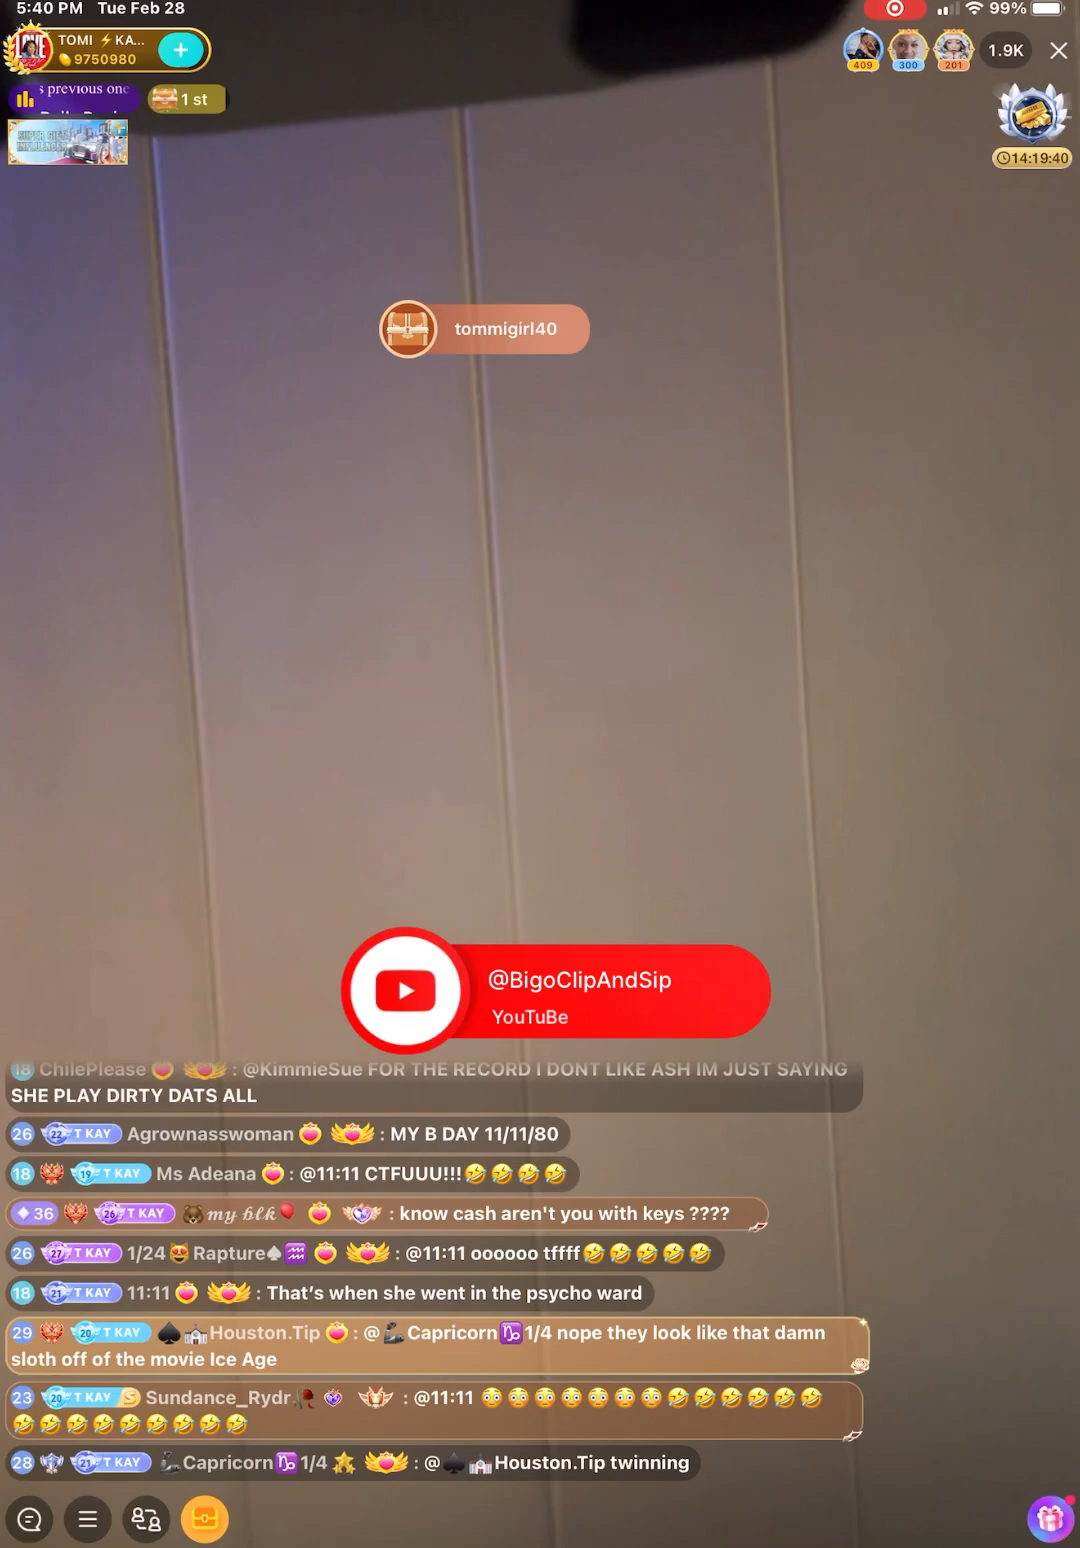 5:40 PM Tue Feb 28
99%
TOMI ⚡KA...
9750980
409
300
201
1.9K
s previous one
1 st
SUPER GIFT
INFLUENCER
14:19:40
tommigirl40
@BigoClipAndSip
YouTuBe
18 ChilePlease : @KimmieSue FOR THE RECORD I DONT LIKE ASH IM JUST SAYING
SHE PLAY DIRTY DATS ALL
26 22 T KAY Agrownasswoman : MY B DAY 11/11/80
18 19 T KAY Ms Adeana : @11:11 CTFUUU!!!🤣🤣🤣🤣
36 26 T KAY 🐻my blk🎈 : know cash aren't you with keys ????
26 27 T KAY 1/24😻Rapture♠️♒ : @11:11 oooooo tffff🤣🤣🤣🤣🤣
18 21 T KAY 11:11 : That's when she went in the psycho ward
29 20 T KAY ♠️💒Houston.Tip : @🦾Capricorn♑1/4 nope they look like that damn
sloth off of the movie Ice Age
23 20 T KAY S Sundance_Rydr🥀 : @11:11 😳😳😳😳😳😳😳🤣🤣🤣🤣🤣🤣
🤣🤣🤣🤣🤣🤣🤣🤣🤣
28 21 T KAY 🦾Capricorn♑1/4 : @♠️💒Houston.Tip twinning